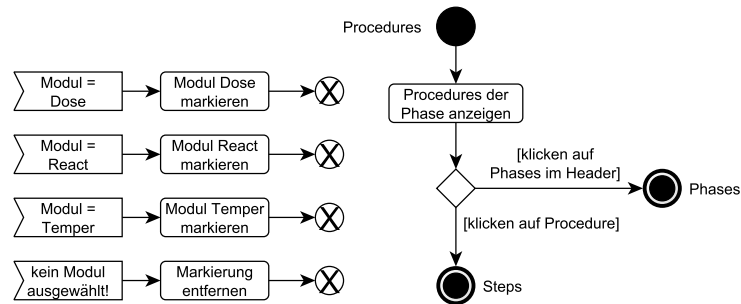 Modul =
Dose
Modul Dose
markieren
Modul =
React
Modul React
markieren
Modul =
Temper
Modul Temper
markieren
kein Modul
ausgewählt!
Markierung
entfernen
Procedures
Procedures der
Phase anzeigen
[klicken auf
Phases im Header]
Phases
[klicken auf Procedure]
Steps